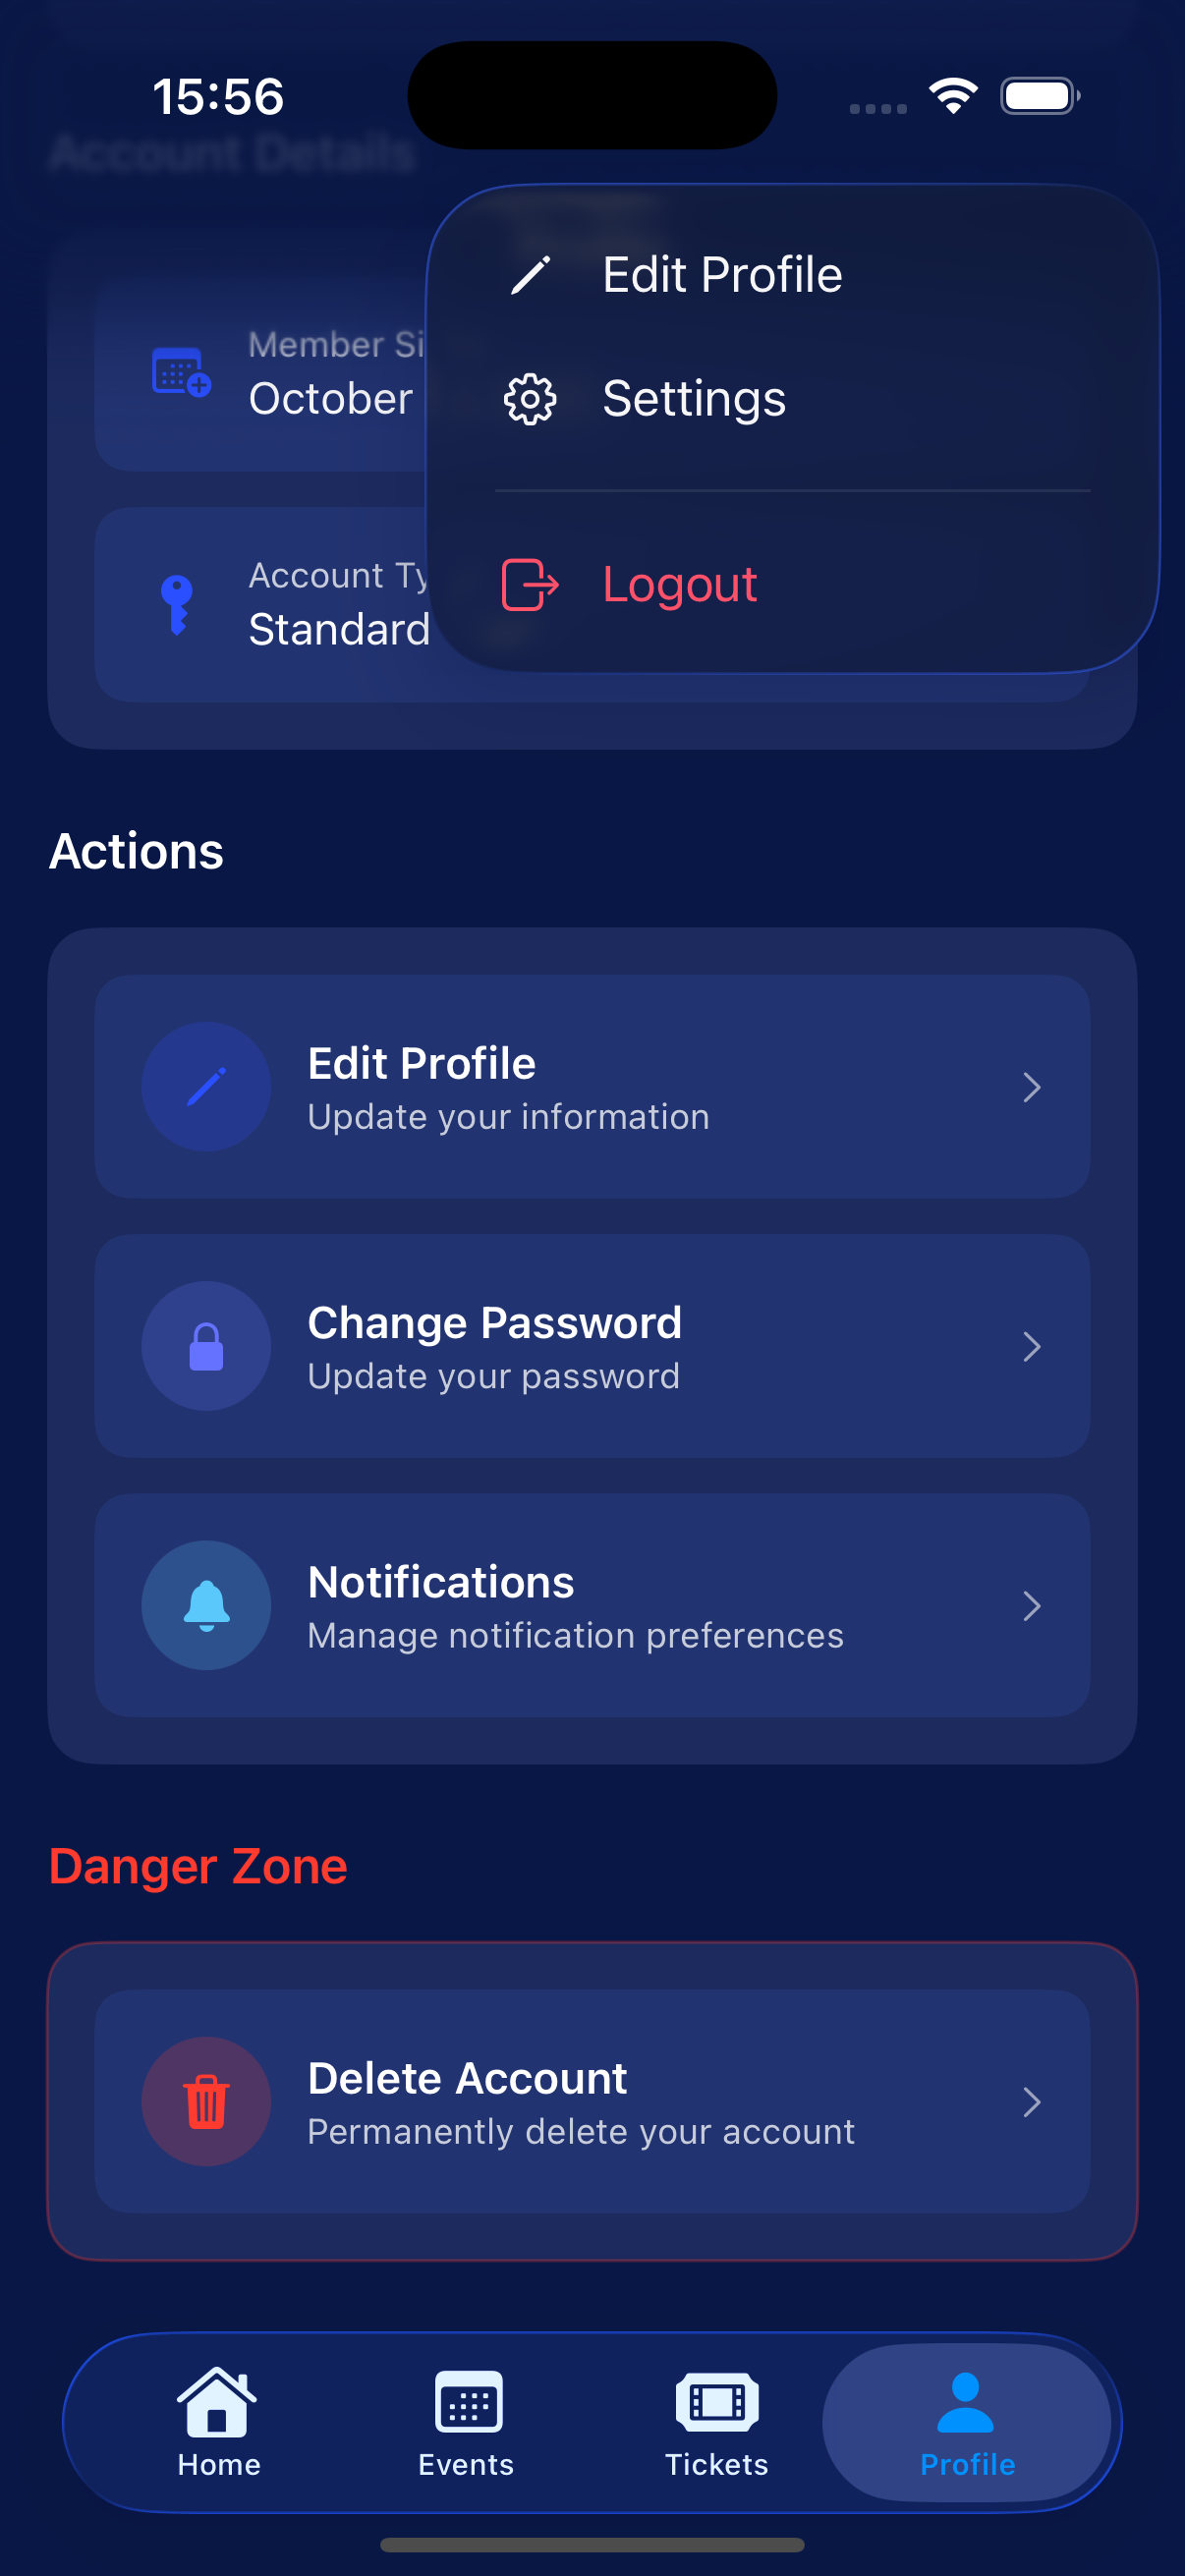 15:56
Account Details
Edit Profile
Settings
Logout
Member Si
October
Account Ty
Standard
Actions
Edit Profile
Update your information
Change Password
Update your password
Notifications
Manage notification preferences
Danger Zone
Delete Account
Permanently delete your account
Home
Events
Tickets
Profile